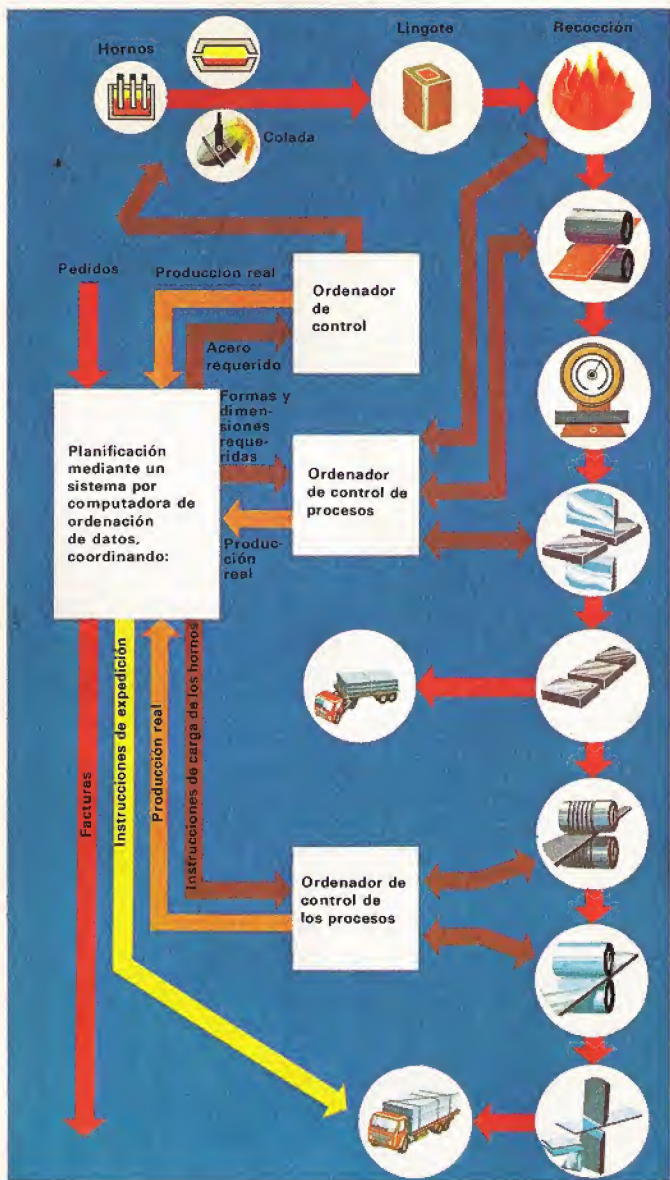 Hornos
Lingote
Recocción
Colada
Pedidos
Producción real
Ordenador
de
control
Acero
requerido
Formas y
dimen-
siones
reque-
ridas
Planificación
mediante un
sistema por
computadora de
ordenación
de datos,
coordinando:
Ordenador
de control de
procesos
Produc-
ción
real
Facturas
Instrucciones de expedición
Producción real
Instrucciones de carga de los hornos
Ordenador de
control de
los procesos